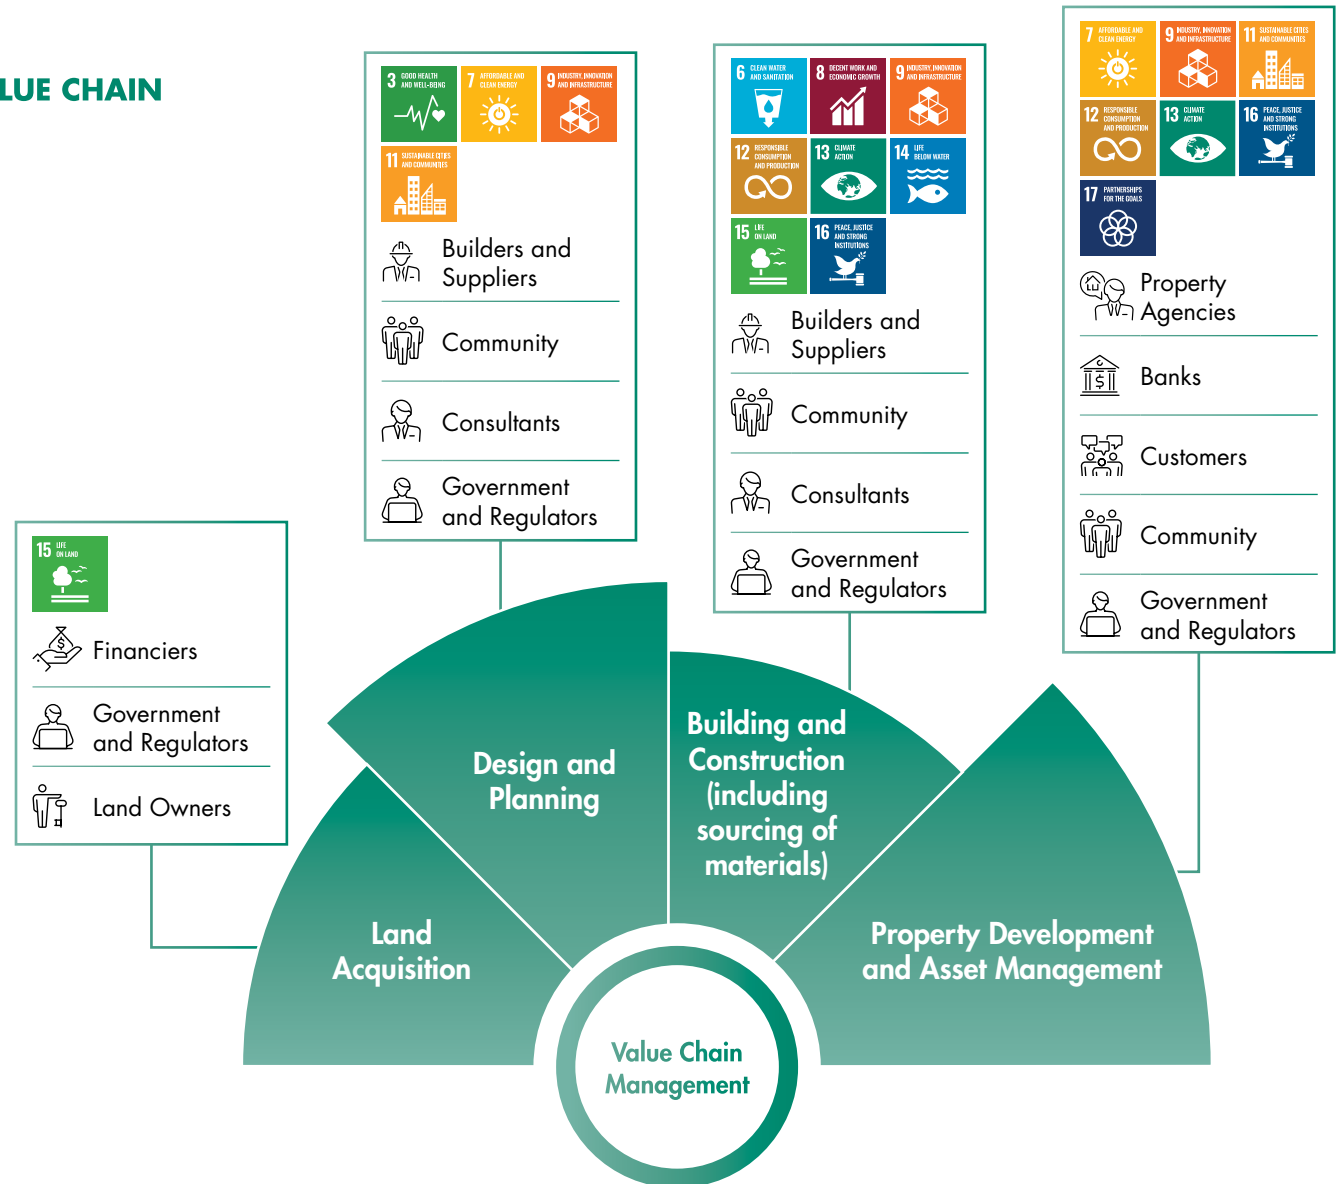 LUE CHAIN
3 GOOD HEALTH
AND WELL-BEING
7 AFFORDABLE AND
CLEAN ENERGY
9 INDUSTRY, INNOVATION
AND INFRASTRUCTURE
11 SUSTAINABLE CITIES
AND COMMUNITIES
Builders and
Suppliers
Community
Consultants
Government
and Regulators
6 CLEAN WATER
AND SANITATION
8 DECENT WORK AND
ECONOMIC GROWTH
9 INDUSTRY, INNOVATION
AND INFRASTRUCTURE
12 RESPONSIBLE
CONSUMPTION
AND PRODUCTION
13 CLIMATE
ACTION
14 LIFE
BELOW WATER
15 LIFE
ON LAND
16 PEACE, JUSTICE
AND STRONG
INSTITUTIONS
Builders and
Suppliers
Community
Consultants
Government
and Regulators
7 AFFORDABLE AND
CLEAN ENERGY
9 INDUSTRY, INNOVATION
AND INFRASTRUCTURE
11 SUSTAINABLE CITIES
AND COMMUNITIES
12 RESPONSIBLE
CONSUMPTION
AND PRODUCTION
13 CLIMATE
ACTION
16 PEACE, JUSTICE
AND STRONG
INSTITUTIONS
17 PARTNERSHIPS
FOR THE GOALS
Property
Agencies
Banks
Customers
Community
Government
and Regulators
15 LIFE
ON LAND
Financiers
Government
and Regulators
Land Owners
Land
Acquisition
Design and
Planning
Building and
Construction
(including
sourcing of
materials)
Property Development
and Asset Management
Value Chain
Management